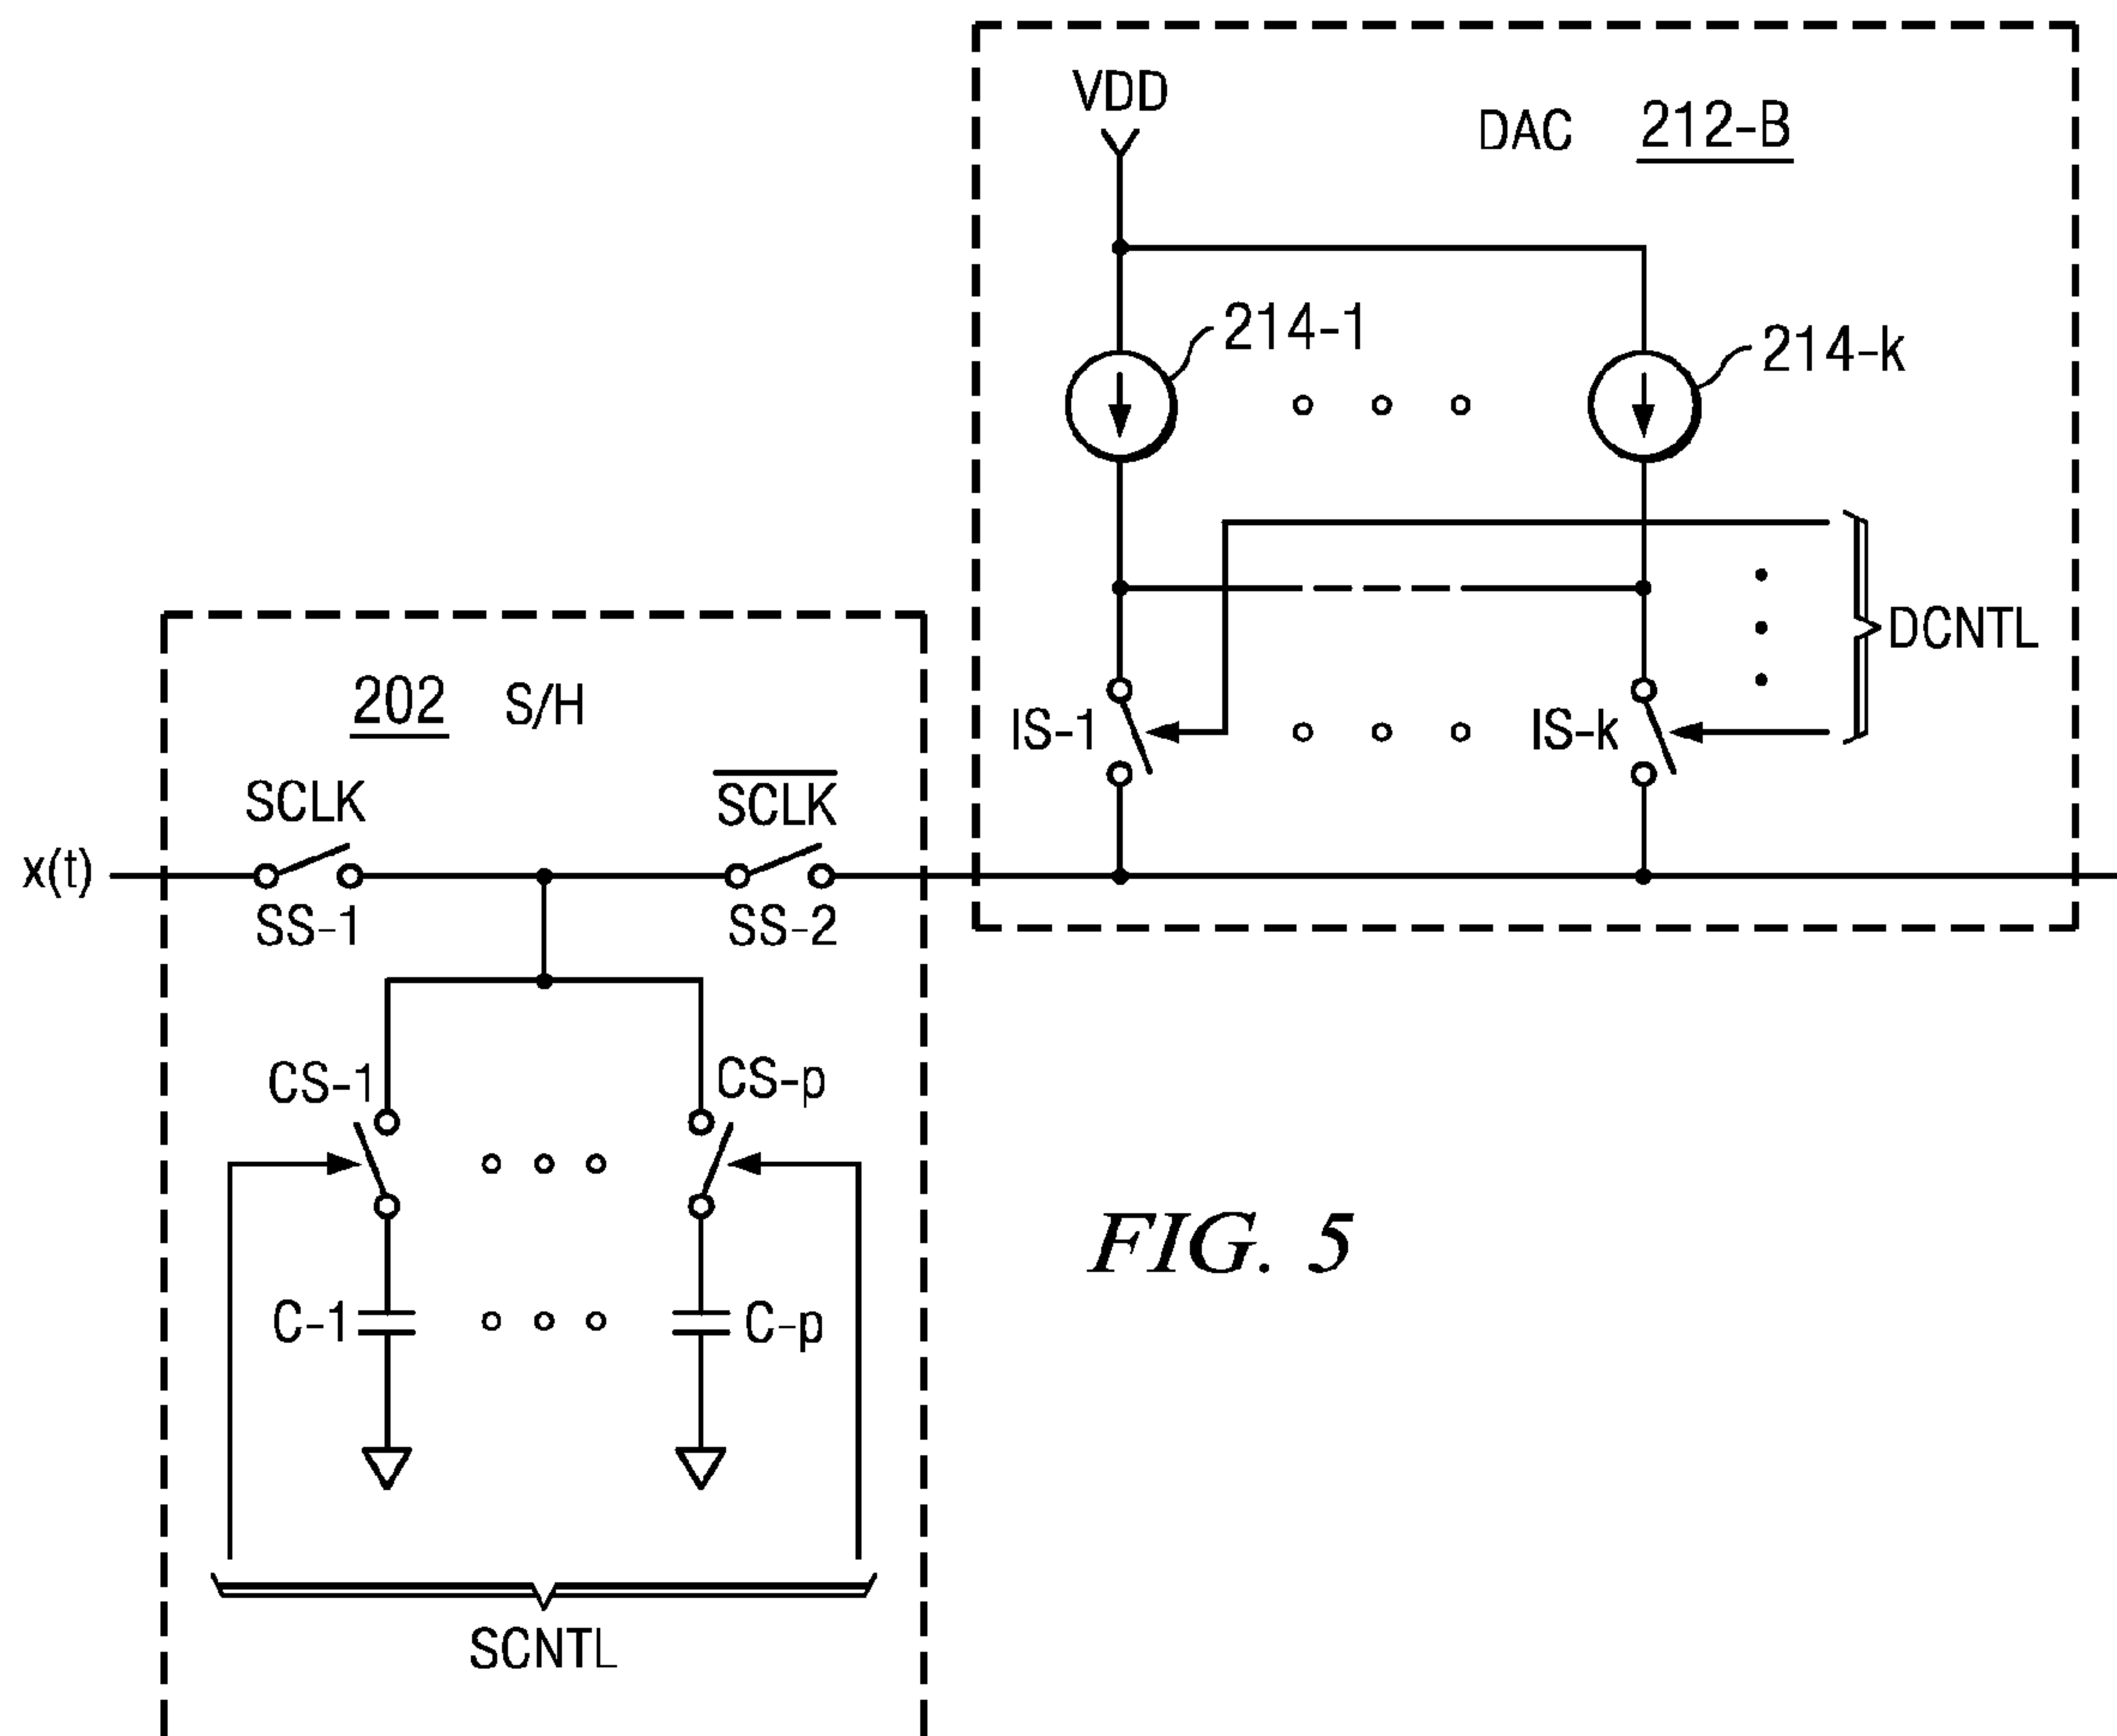 VDD
DAC 212-B
214-1
214-k
DCNTL
IS-1
IS-k
202 S/H
SCLK
S̅C̅L̅K̅
x(t)
SS-1
SS-2
CS-1
CS-p
C-1
C-p
SCNTL
FIG. 5